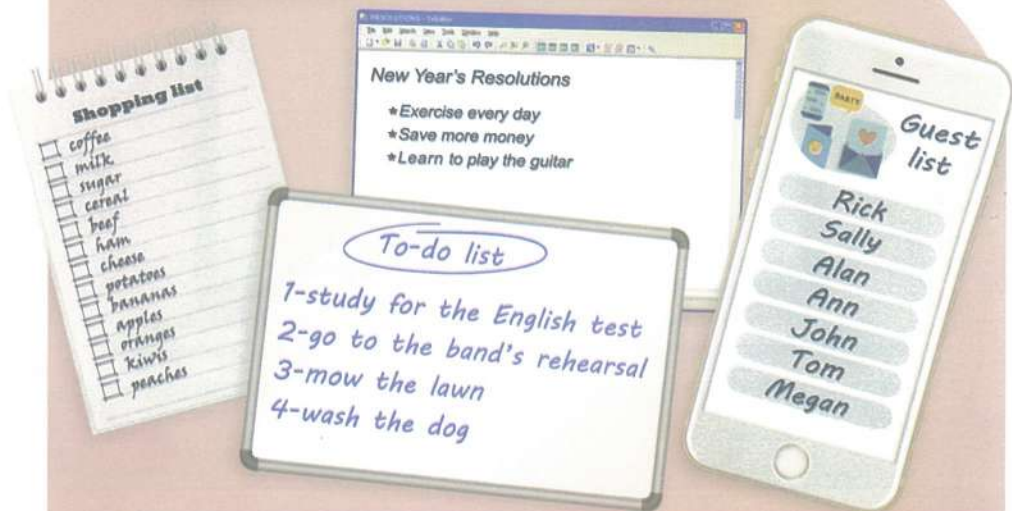 Shopping list
coffee
milk
sugar
cereal
beef
ham
cheese
potatoes
bananas
apples
oranges
kiwis
peaches
New Year's Resolutions
★Exercise every day
★Save more money
★Learn to play the guitar
To-do list
1-study for the English test
2-go to the band's rehearsal
3-mow the lawn
4-wash the dog
PARTY
Guest
list
Rick
Sally
Alan
Ann
John
Tom
Megan